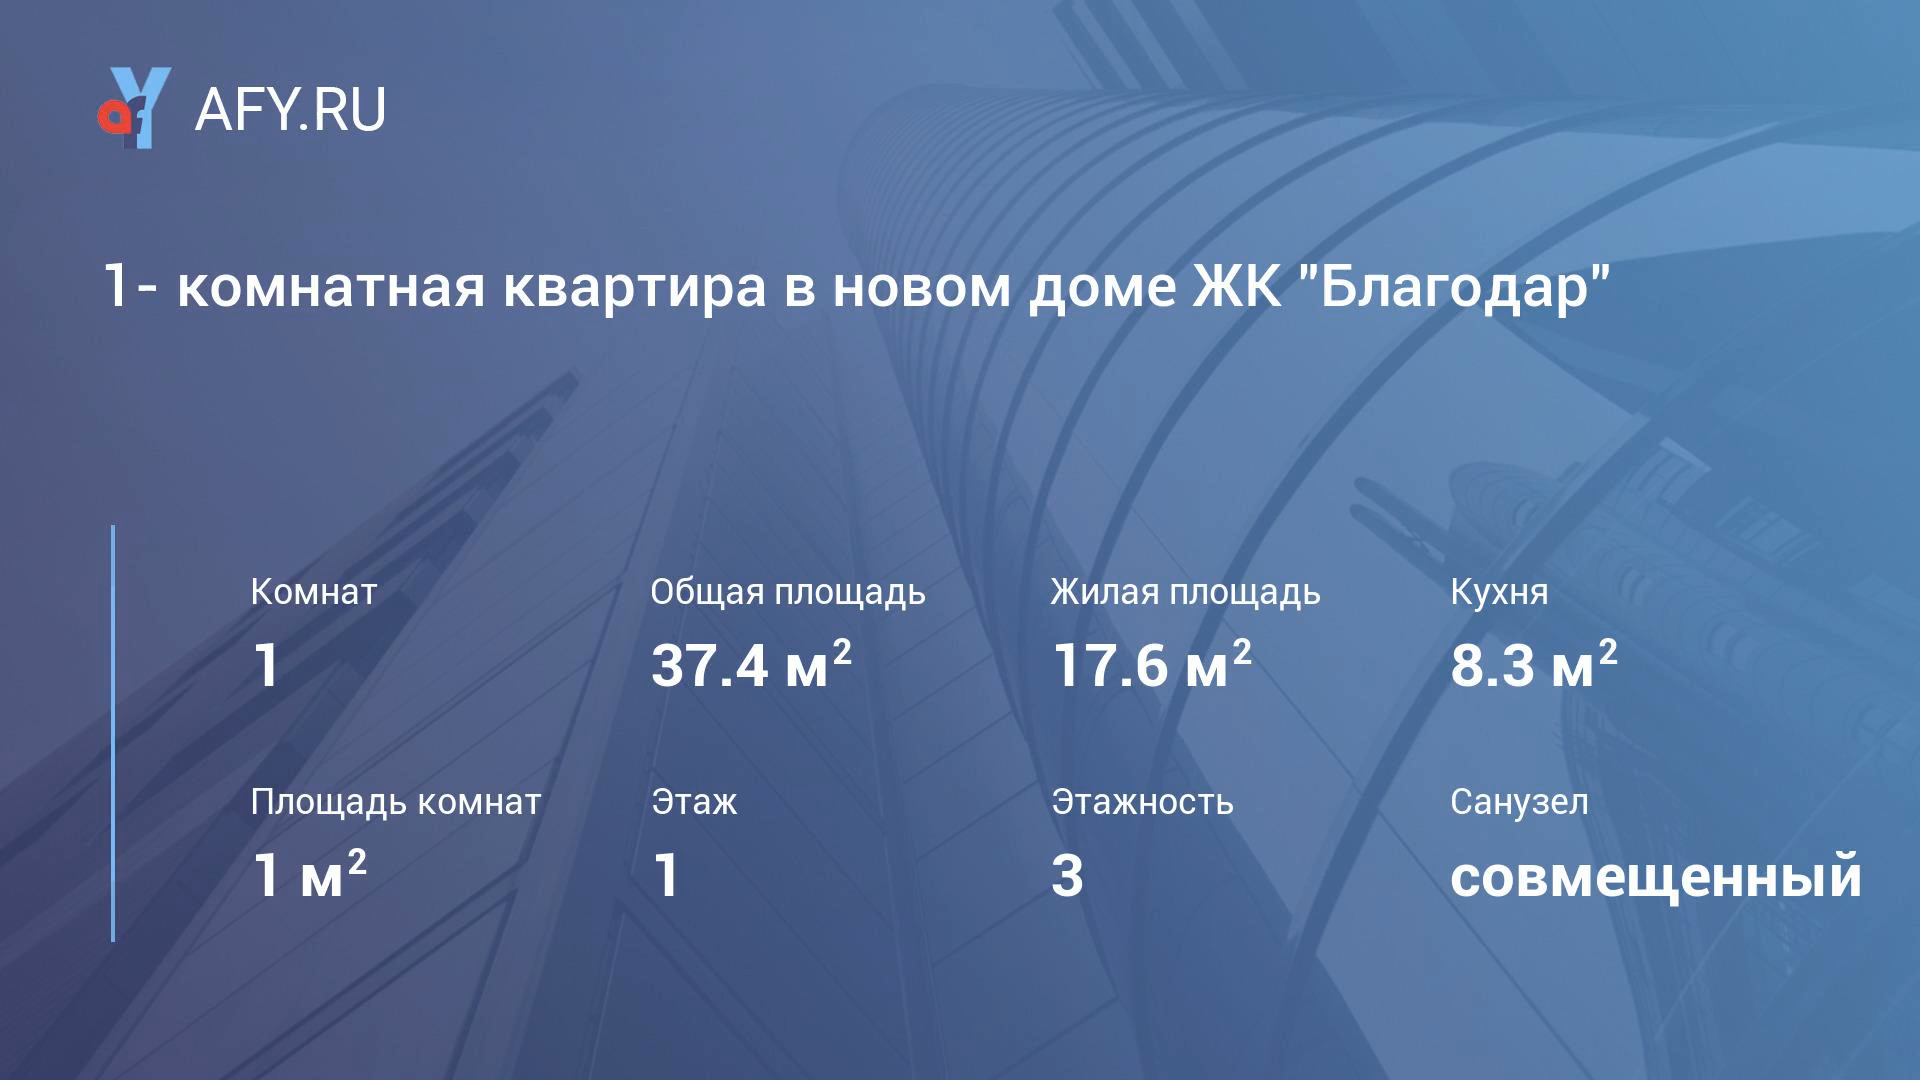 AFY.RU
1- комнатная квартира в новом доме ЖК "Благодар"
Комнат
1
Общая площадь
37.4 м²
Жилая площадь
17.6 м²
Кухня
8.3 м²
Площадь комнат
1 м²
Этаж
1
Этажность
3
Санузел
совмещенный